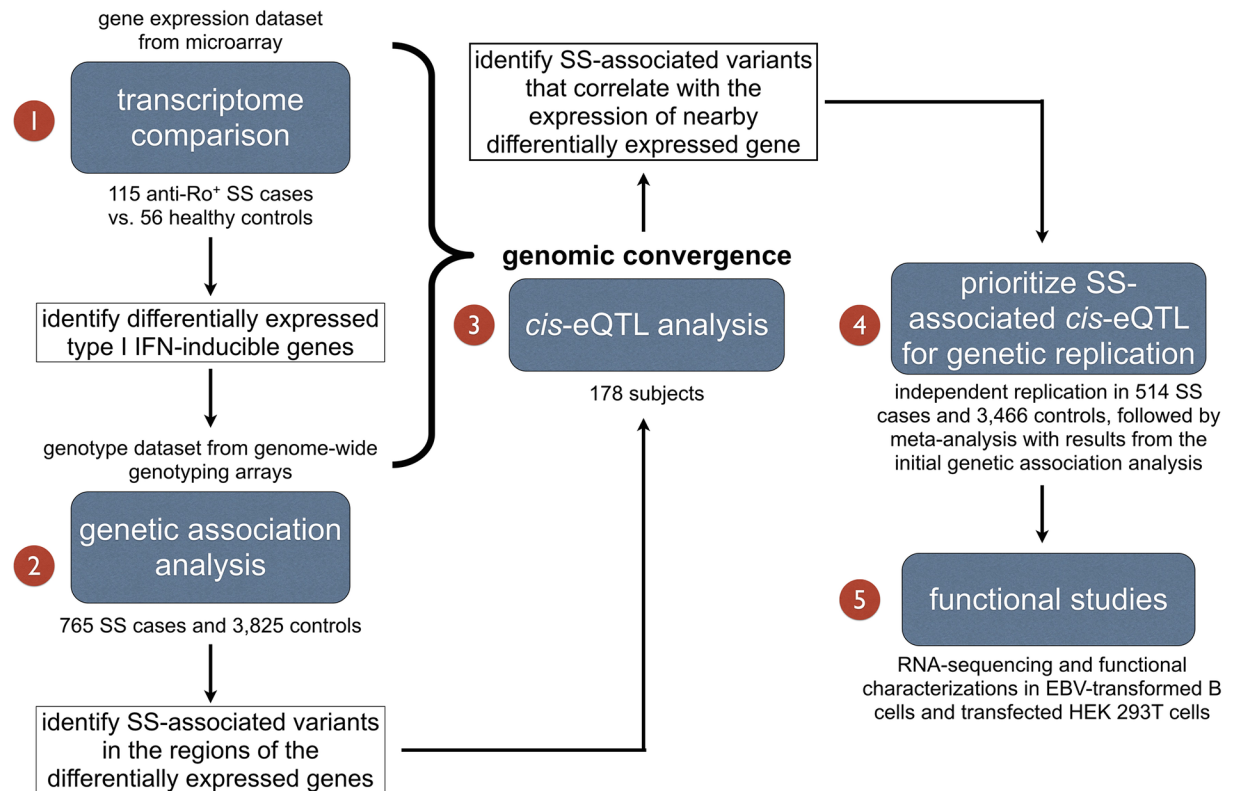 gene expression dataset
from microarray
1
transcriptome
comparison
115 anti-Ro⁺ SS cases
vs. 56 healthy controls
identify differentially expressed
type I IFN-inducible genes
genotype dataset from genome-wide
genotyping arrays
2
genetic association
analysis
765 SS cases and 3,825 controls
identify SS-associated variants
in the regions of the
differentially expressed genes
identify SS-associated variants
that correlate with the
expression of nearby
differentially expressed gene
genomic convergence
3
cis-eQTL analysis
178 subjects
4
prioritize SS-
associated cis-eQTL
for genetic replication
independent replication in 514 SS
cases and 3,466 controls, followed by
meta-analysis with results from the
initial genetic association analysis
5
functional studies
RNA-sequencing and functional
characterizations in EBV-transformed B
cells and transfected HEK 293T cells